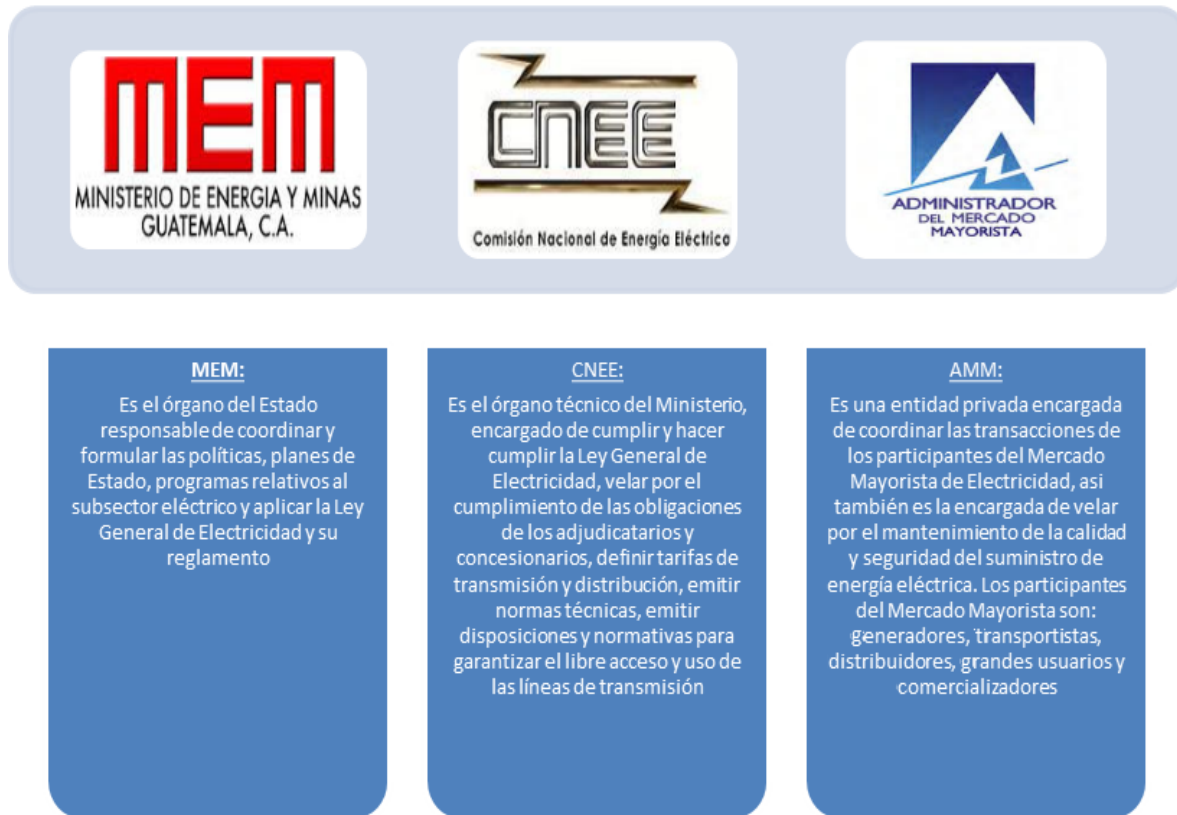 MEM
MINISTERIO DE ENERGIA Y MINAS
GUATEMALA, C.A.
CNEE
Comisión Nacional de Energía Eléctrica
ADMINISTRADOR
DEL MERCADO
MAYORISTA
MEM:
Es el órgano del Estado
responsable de coordinar y
formular las políticas, planes de
Estado, programas relativos al
subsector eléctrico y aplicar la Ley
General de Electricidad y su
reglamento
CNEE:
Es el órgano técnico del Ministerio,
encargado de cumplir y hacer
cumplir la Ley General de
Electricidad, velar por el
cumplimiento de las obligaciones
de los adjudicatarios y
concesionarios, definir tarifas de
transmisión y distribución, emitir
normas técnicas, emitir
disposiciones y normativas para
garantizar el libre acceso y uso de
las líneas de transmisión
AMM:
Es una entidad privada encargada
de coordinar las transacciones de
los participantes del Mercado
Mayorista de Electricidad, asi
también es la encargada de velar
por el mantenimiento de la calidad
y seguridad del suministro de
energía eléctrica. Los participantes
del Mercado Mayorista son:
generadores, transportistas,
distribuidores, grandes usuarios y
comercializadores